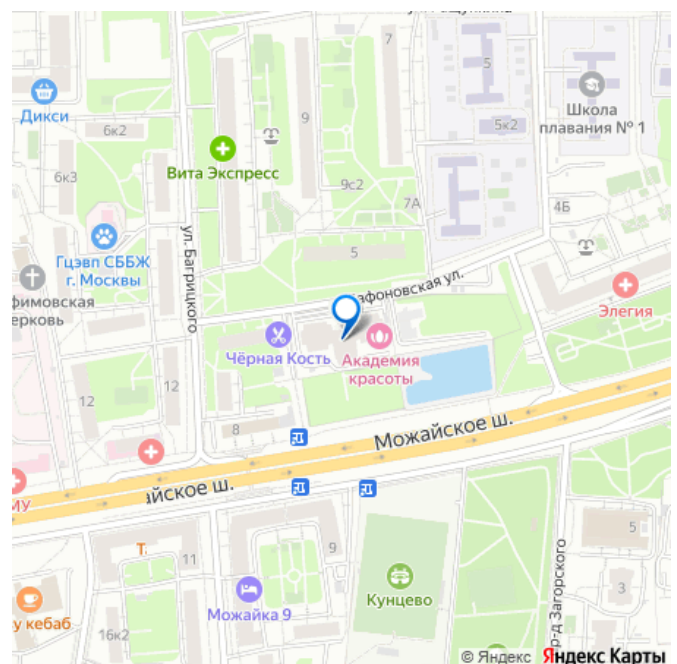 Дикси
6к2
9
7
5
5к2
Школа
плавания № 1
6к3
Вита Экспресс
9с2
7А
4Б
ул. Багрицкого
Гцэвп СББЖ
г. Москвы
5
фимовская
ерковь
афоновская ул.
Элегия
Чёрная Кость
Академия
красоты
12
12
8
Можайское ш.
МУ
айское ш.
Т
11
9
5
Кунцево
3
Можайка 9
у кебаб
16к2
р-д Загорского
© Яндекс Яндекс Карты